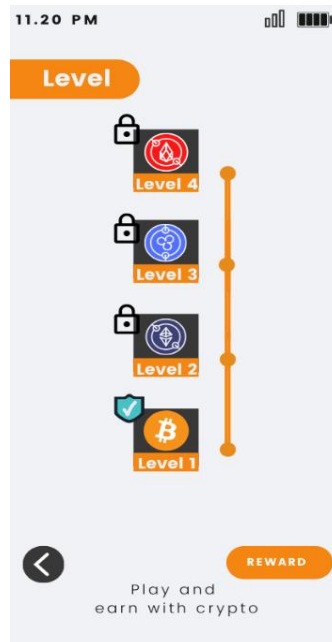 11.20 PM
Level
Level 4
Level 3
Level 2
Level 1
REWARD
Play and
earn with crypto